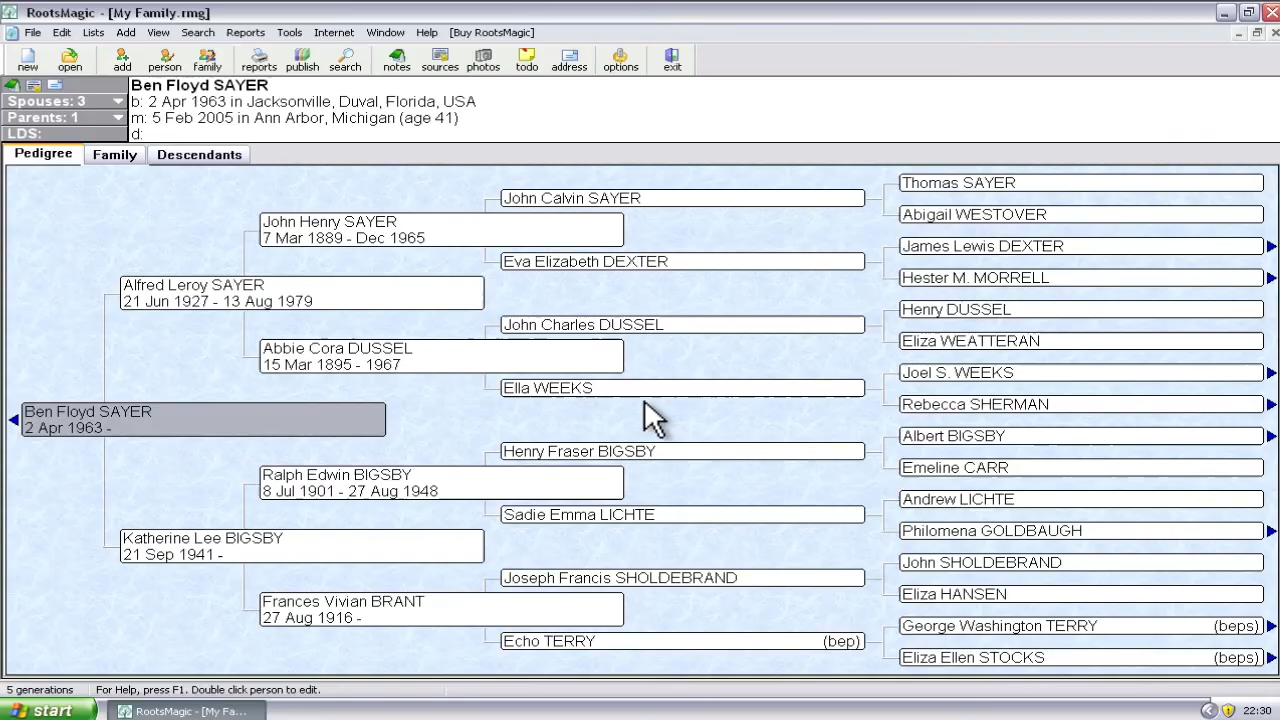 RootsMagic - [My Family.rmg]
File Edit Lists Add View Search Reports Tools Internet Window Help [Buy RootsMagic]
new open add person family reports publish search notes sources photos todo address options exit
Ben Floyd SAYER
Spouses: 3
b: 2 Apr 1963 in Jacksonville, Duval, Florida, USA
Parents: 1
m: 5 Feb 2005 in Ann Arbor, Michigan (age 41)
LDS:
d:
Pedigree Family Descendants
Ben Floyd SAYER
2 Apr 1963 -
Alfred Leroy SAYER
21 Jun 1927 - 13 Aug 1979
Katherine Lee BIGSBY
21 Sep 1941 -
John Henry SAYER
7 Mar 1889 - Dec 1965
Abbie Cora DUSSEL
15 Mar 1895 - 1967
Ralph Edwin BIGSBY
8 Jul 1901 - 27 Aug 1948
Frances Vivian BRANT
27 Aug 1916 -
John Calvin SAYER
Eva Elizabeth DEXTER
John Charles DUSSEL
Ella WEEKS
Henry Fraser BIGSBY
Sadie Emma LICHTE
Joseph Francis SHOLDEBRAND
Echo TERRY (bep)
Thomas SAYER
Abigail WESTOVER
James Lewis DEXTER
Hester M. MORRELL
Henry DUSSEL
Eliza WEATTERAN
Joel S. WEEKS
Rebecca SHERMAN
Albert BIGSBY
Emeline CARR
Andrew LICHTE
Philomena GOLDBAUGH
John SHOLDEBRAND
Eliza HANSEN
George Washington TERRY (beps)
Eliza Ellen STOCKS (beps)
5 generations For Help, press F1. Double click person to edit.
start RootsMagic - [My Fa... 22:30